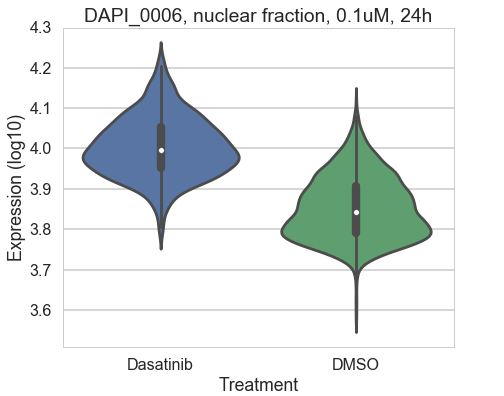 DAPI_0006, nuclear fraction, 0.1uM, 24h
4.3
4.2
4.1
4.0
3.9
3.8
3.7
3.6
Expression (log10)
Dasatinib DMSO
Treatment